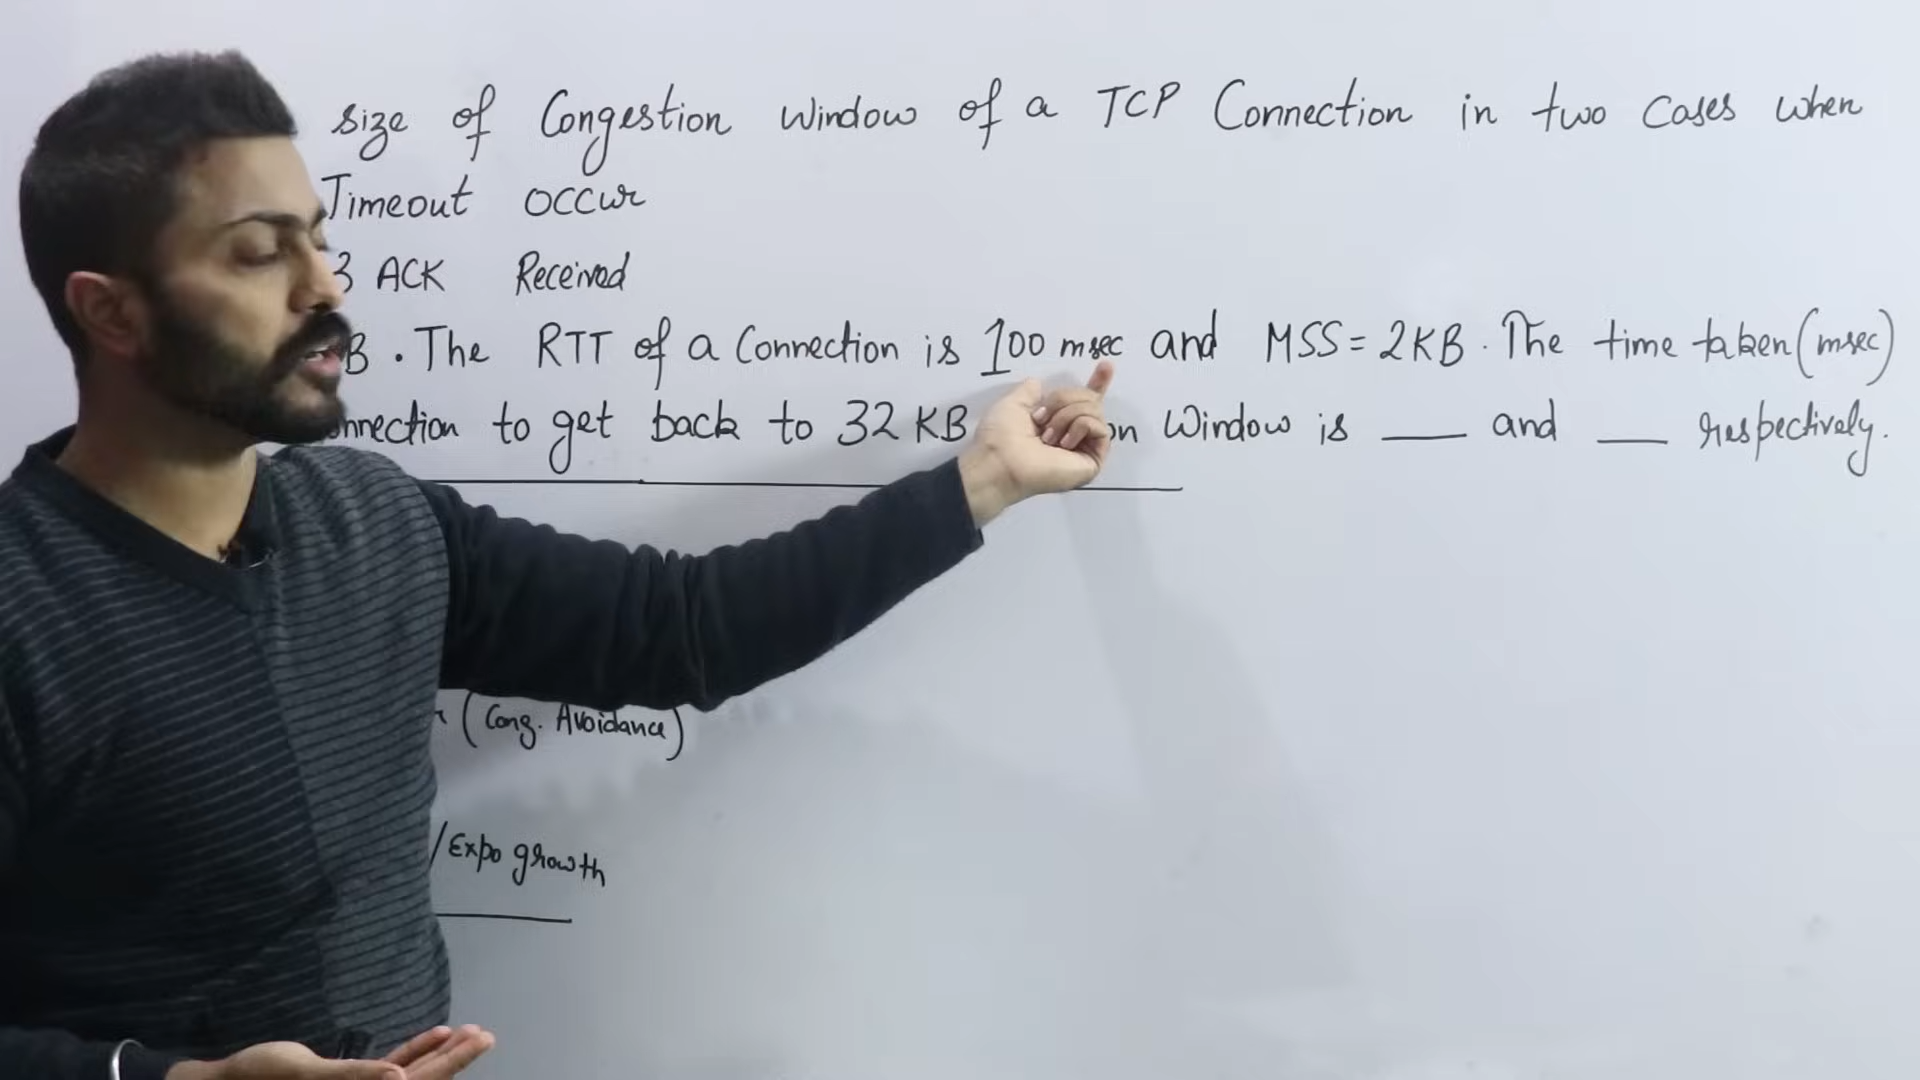 size of Congestion Window of a TCP Connection in two Cases when
Timeout occur
3 ACK Received
B. The RTT of a Connection is 100 msec and MSS = 2KB. The time taken (msec)
to get back to 32 KB Window is ___ and ___ respectively.
(Cong. Avoidance)
/Expo growth